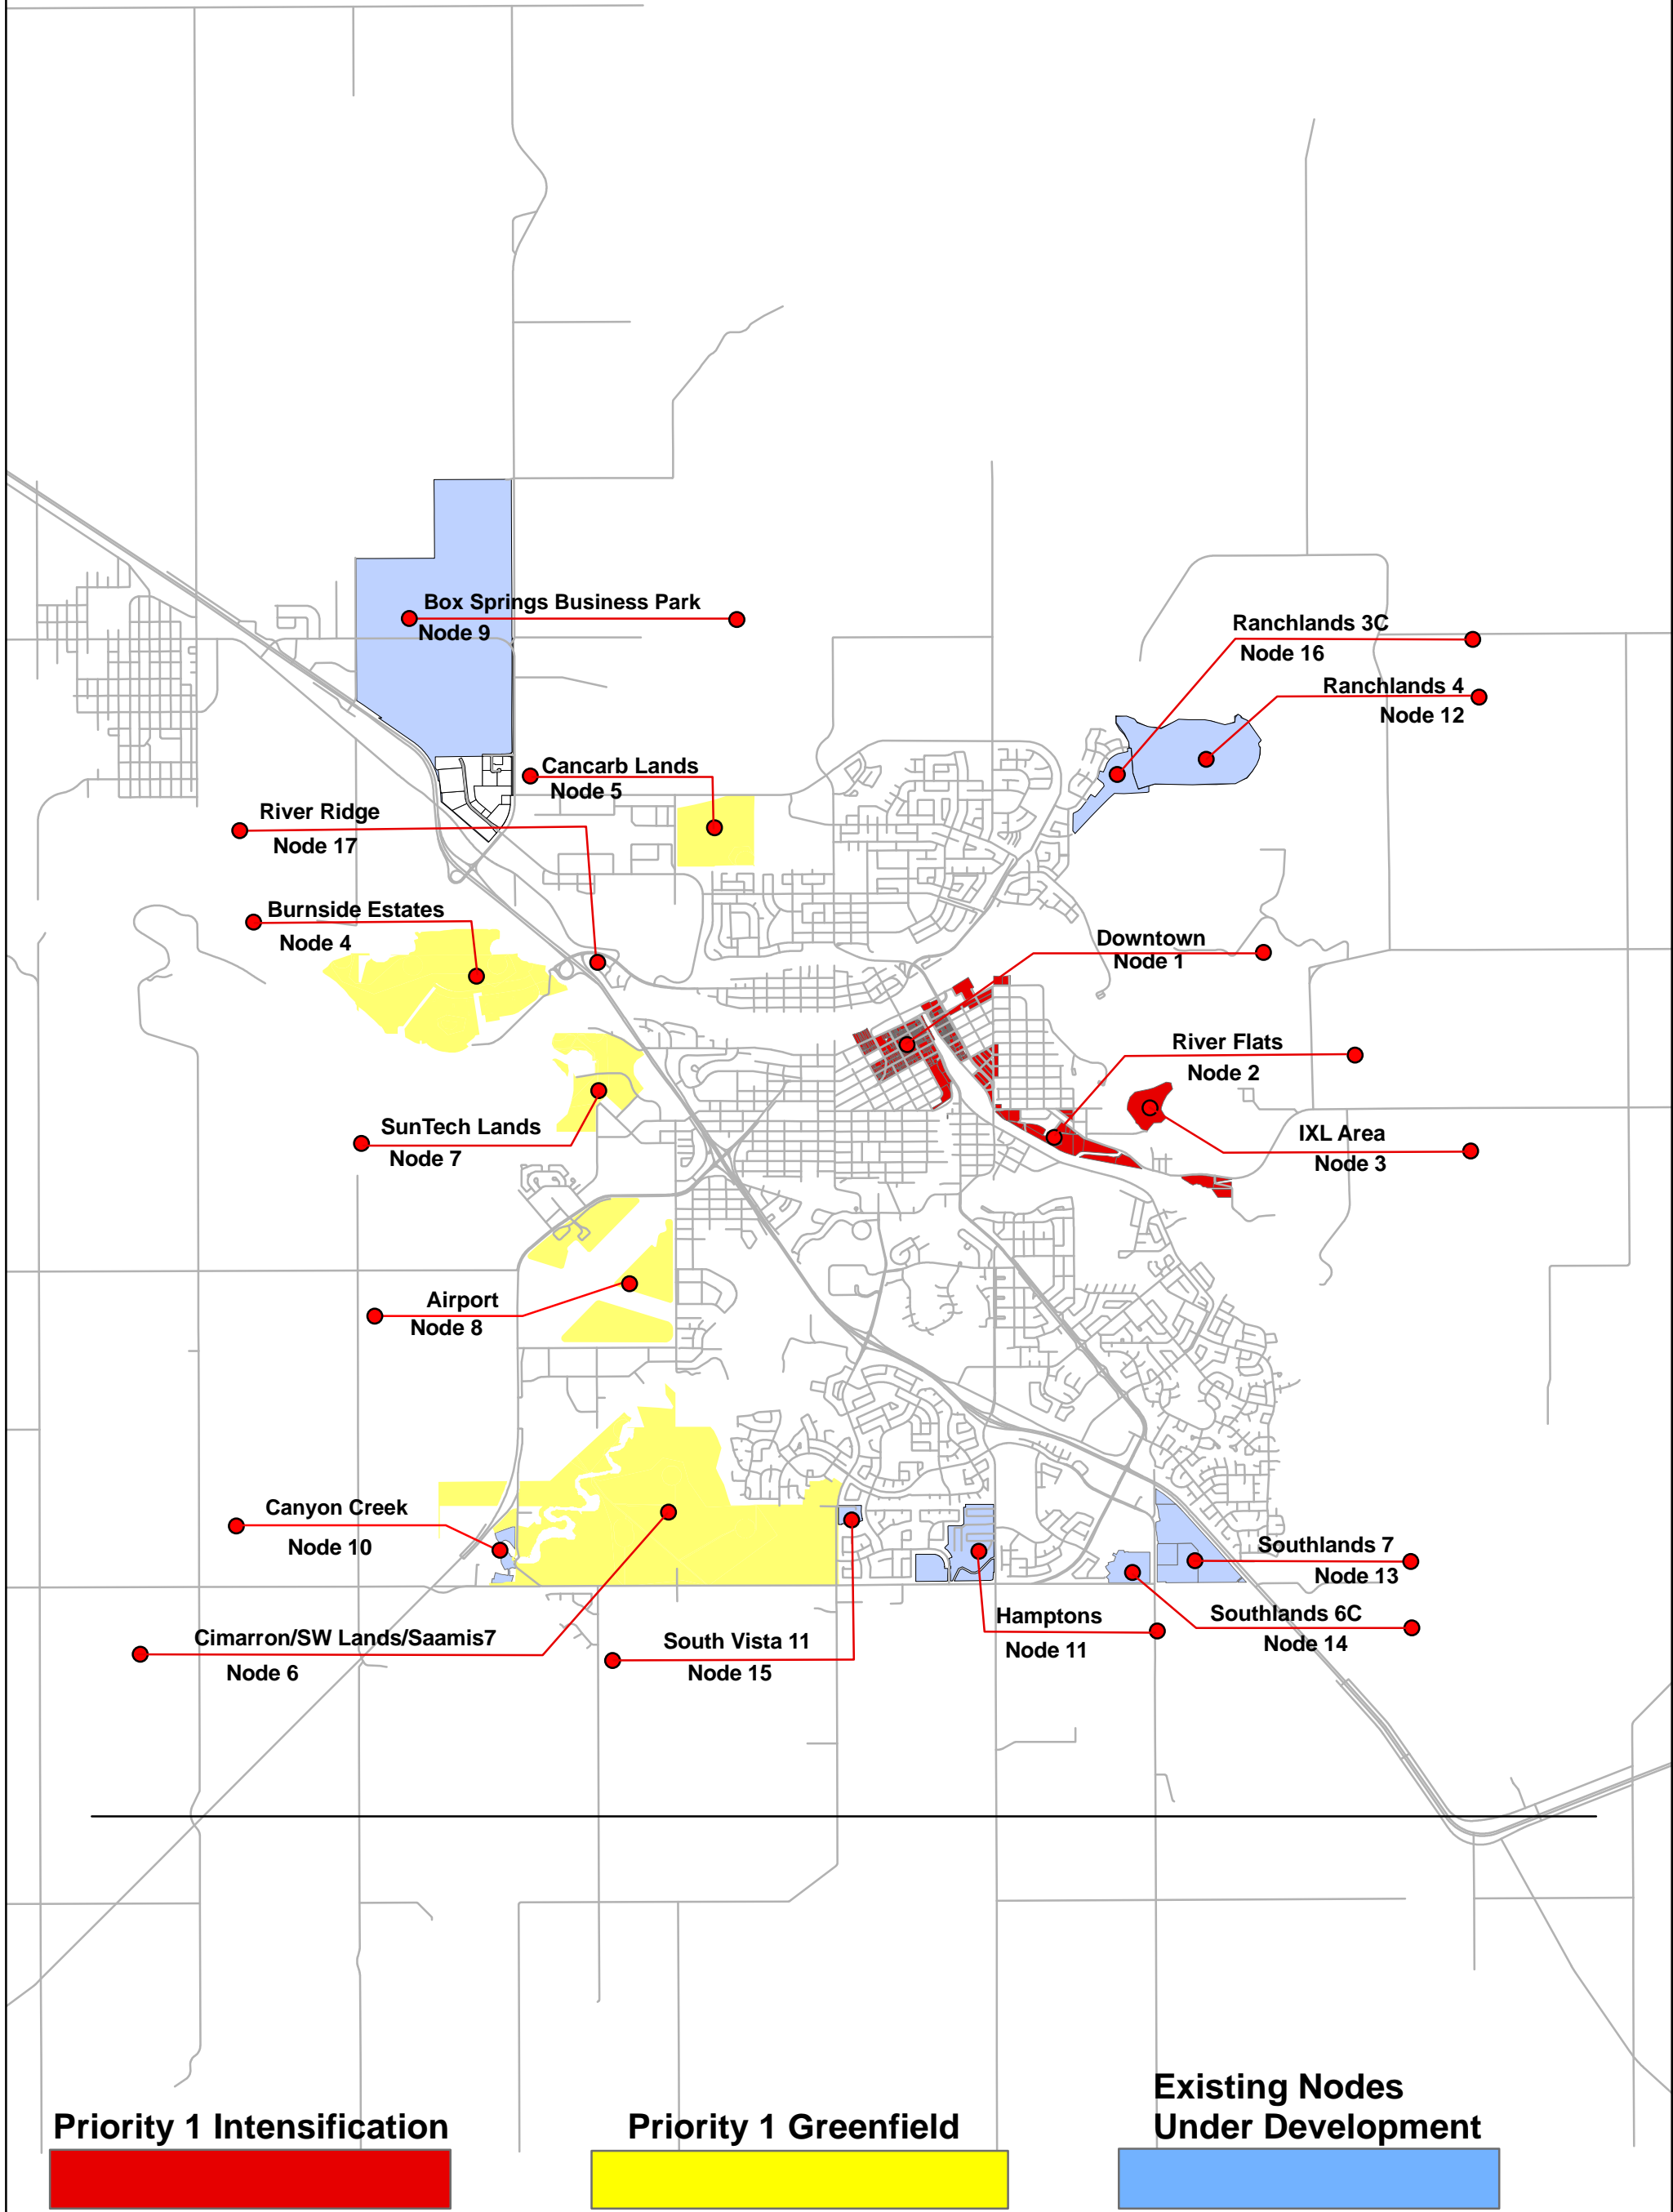 Box Springs Business Park
Node 9
Ranchlands 3C
Node 16
Ranchlands 4
Node 12
Cancarb Lands
Node 5
River Ridge
Node 17
Burnside Estates
Node 4
Downtown
Node 1
River Flats
Node 2
SunTech Lands
Node 7
IXL Area
Node 3
Airport
Node 8
Canyon Creek
Node 10
Southlands 7
Node 13
Cimarron/SW Lands/Saamis7
Node 6
South Vista 11
Node 15
Hamptons
Node 11
Southlands 6C
Node 14
Priority 1 Intensification
Priority 1 Greenfield
Existing Nodes
Under Development